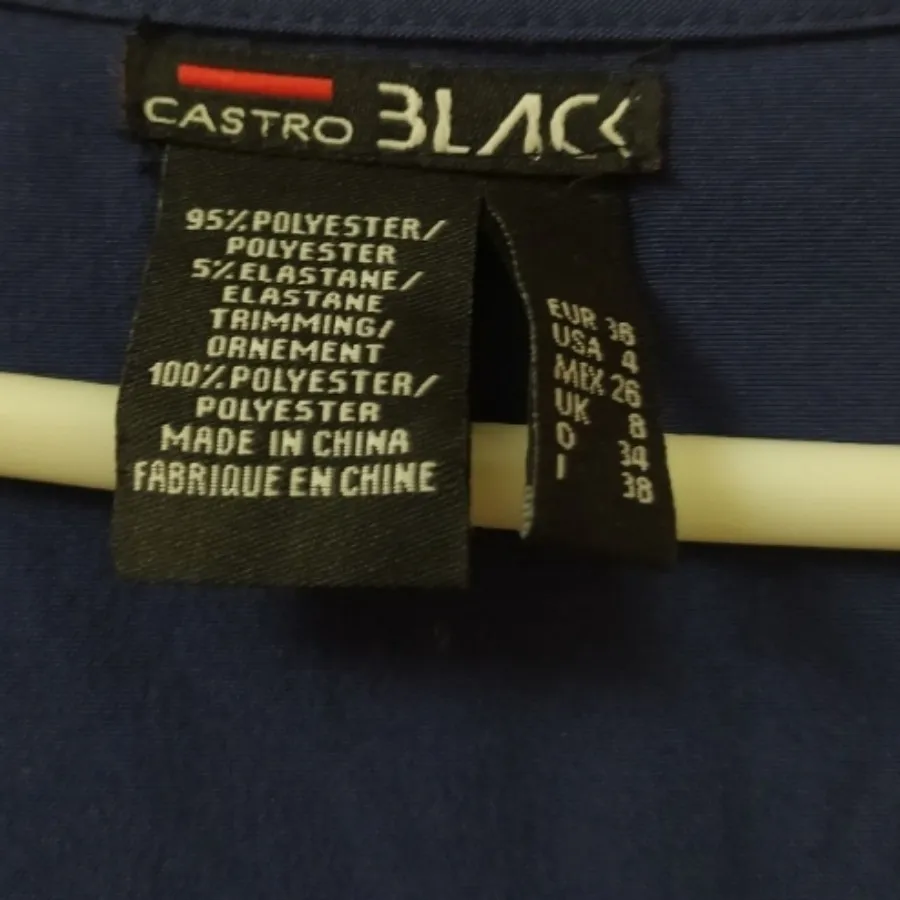 CASTRO BLACK
95% POLYESTER/
POLYESTER
5% ELASTANE/
ELASTANE
TRIMMING/
ORNEMENT
100% POLYESTER/
POLYESTER
MADE IN CHINA
FABRIQUE EN CHINE
EUR 36
USA 4
MEX 26
UK 8
D 34
I 38